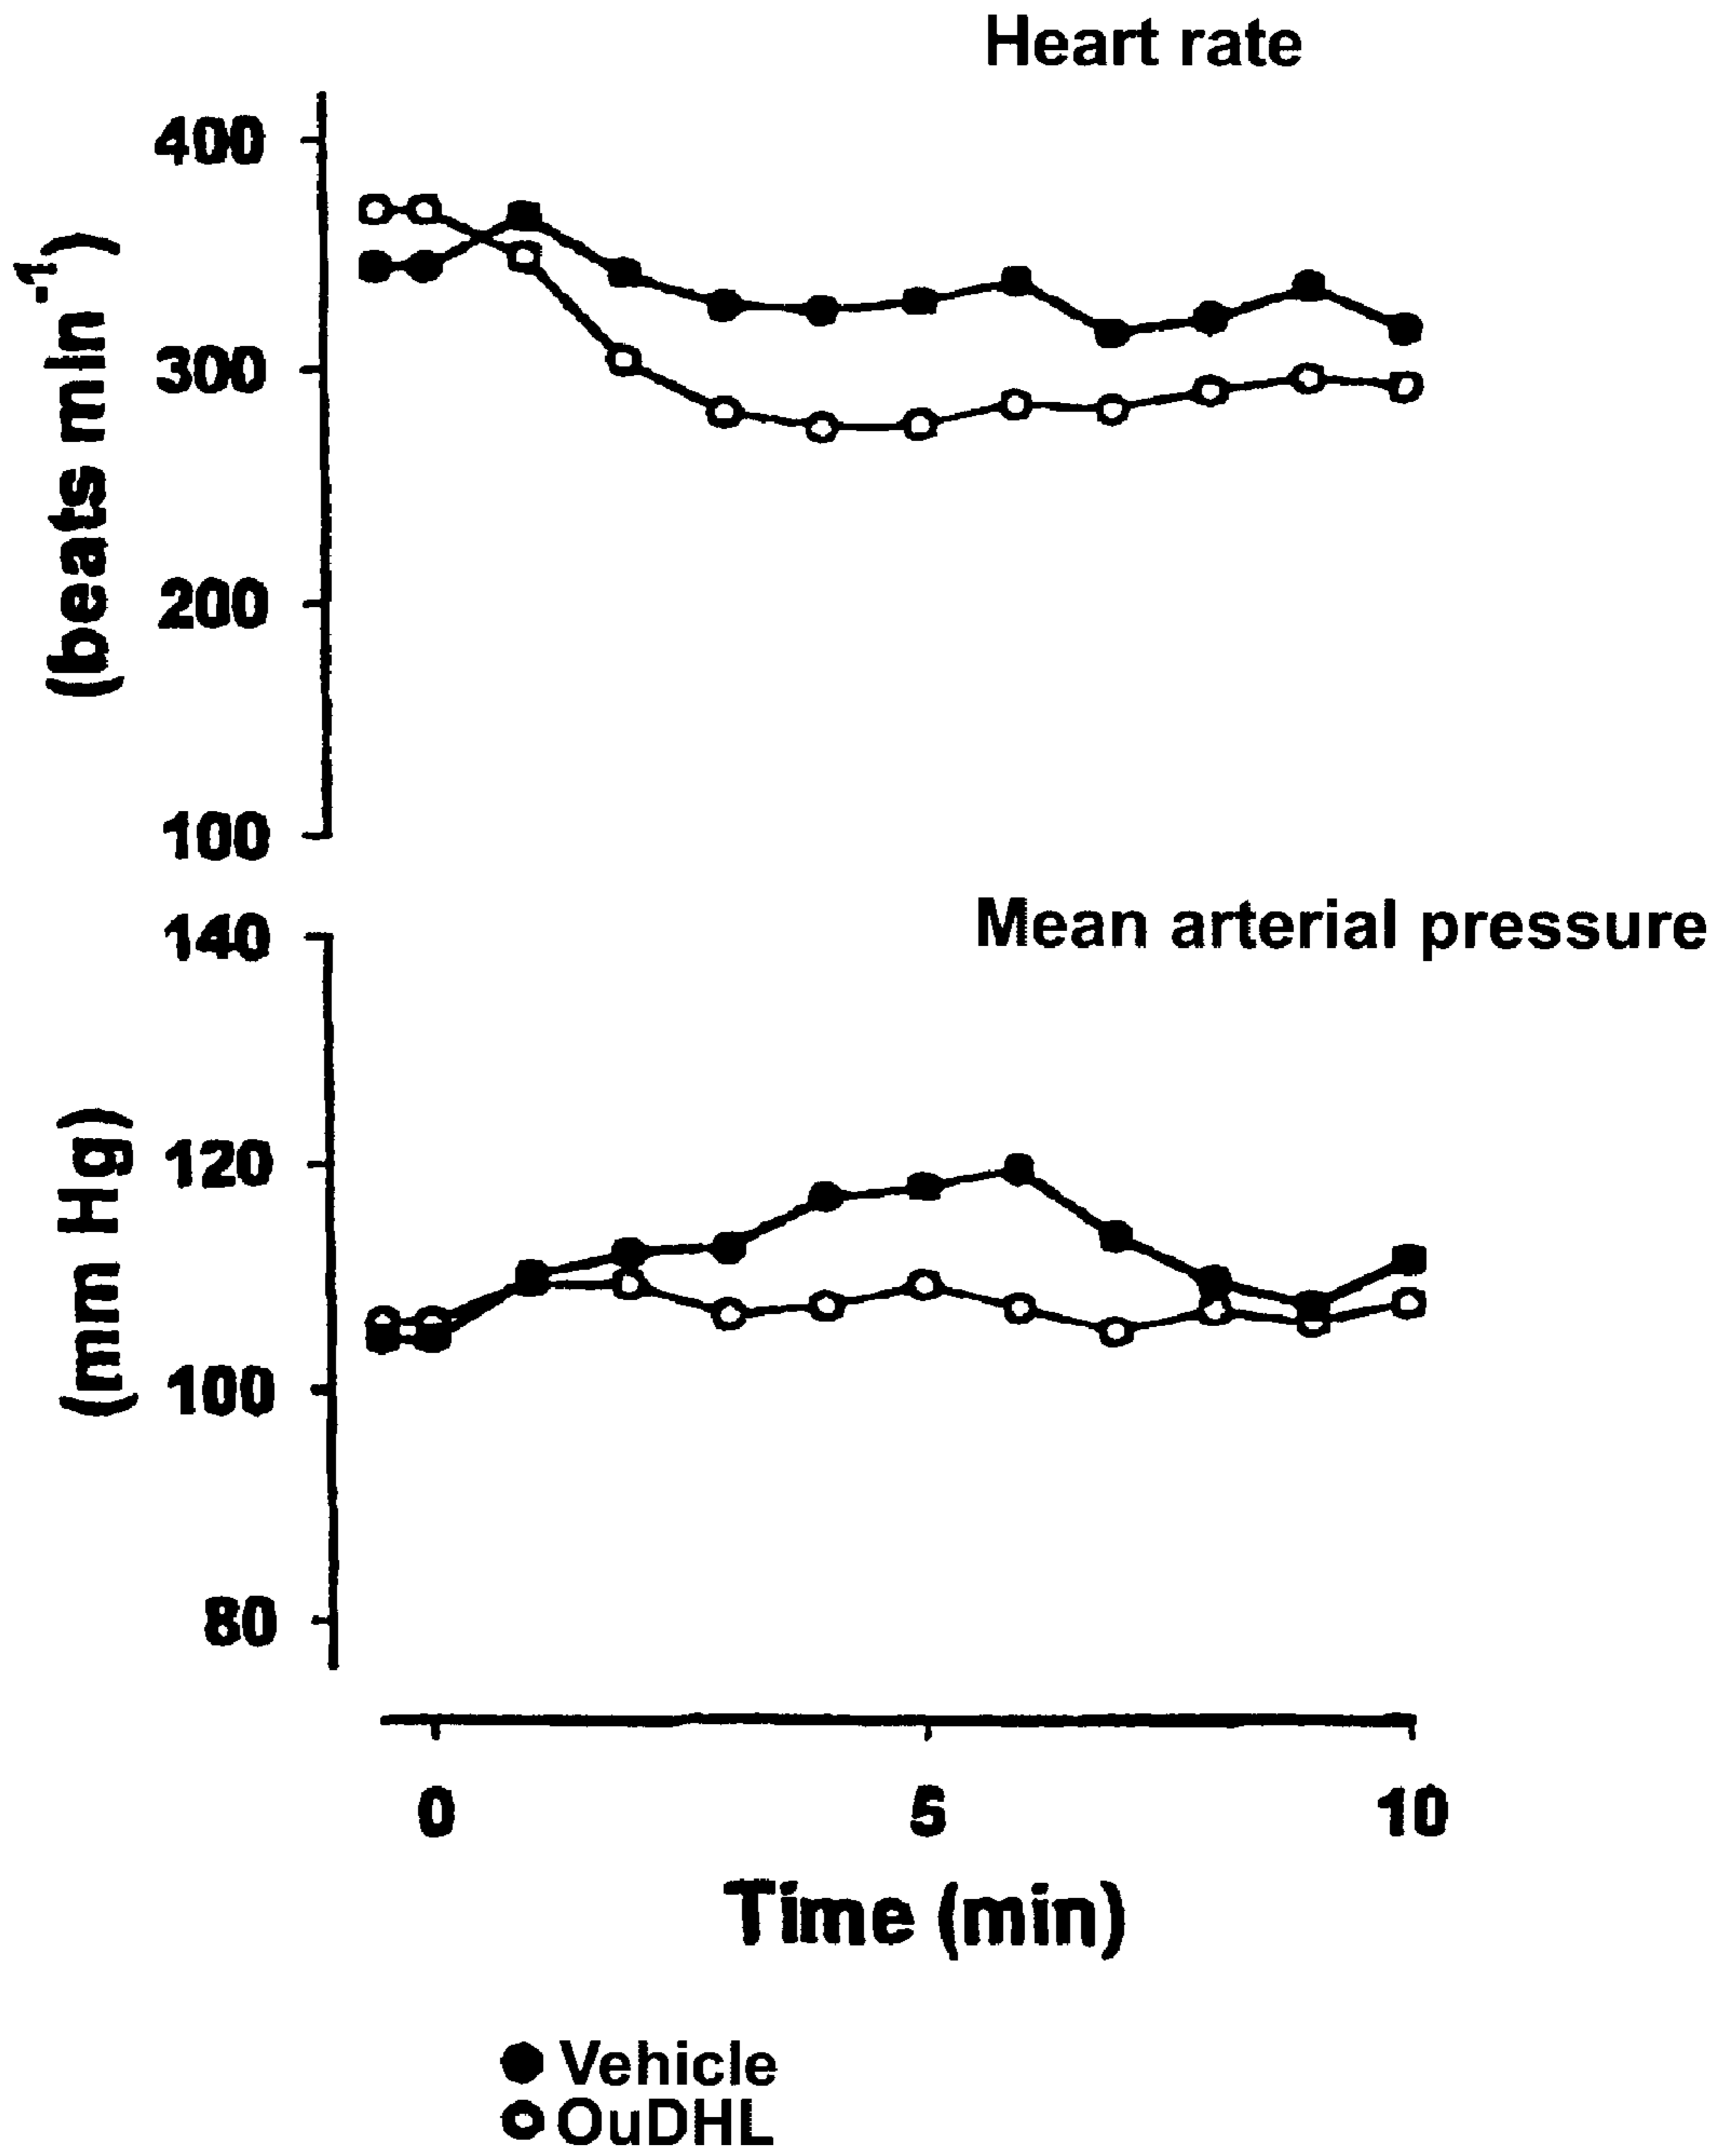 Heart rate
(beats mlin-1)
400
300
200
100
Mean arterial pressure
(mm Hg)
140
120
100
80
0 5 10
Time (min)
Vehicle
OuDHL